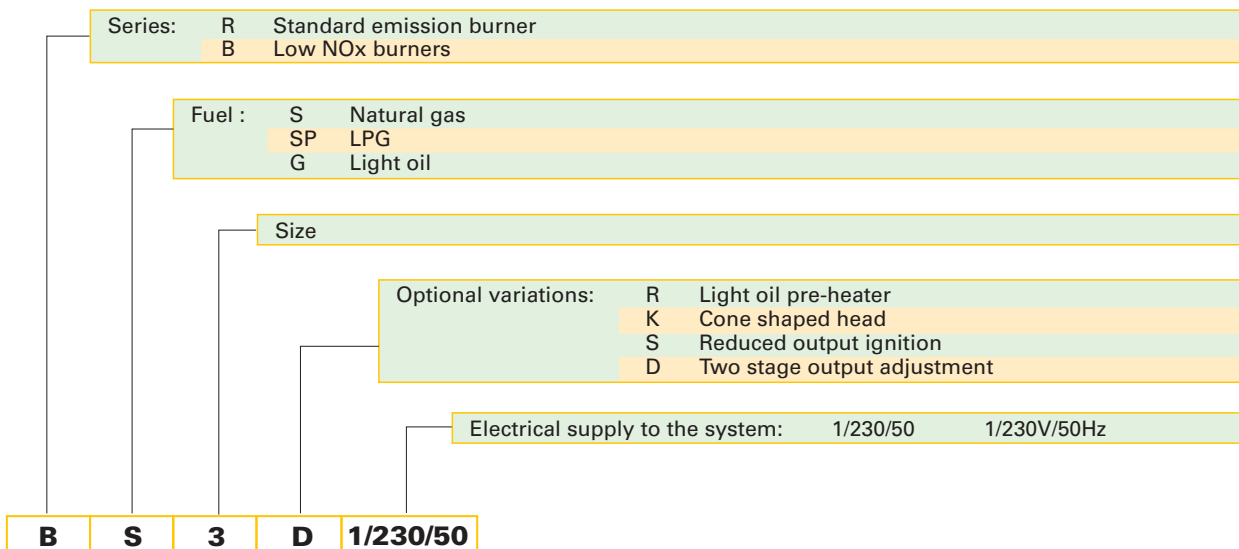 Series: R Standard emission burner
B Low NOx burners
Fuel : S Natural gas
SP LPG
G Light oil
Size
Optional variations: R Light oil pre-heater
K Cone shaped head
S Reduced output ignition
D Two stage output adjustment
Electrical supply to the system: 1/230/50 1/230V/50Hz
B S 3 D 1/230/50